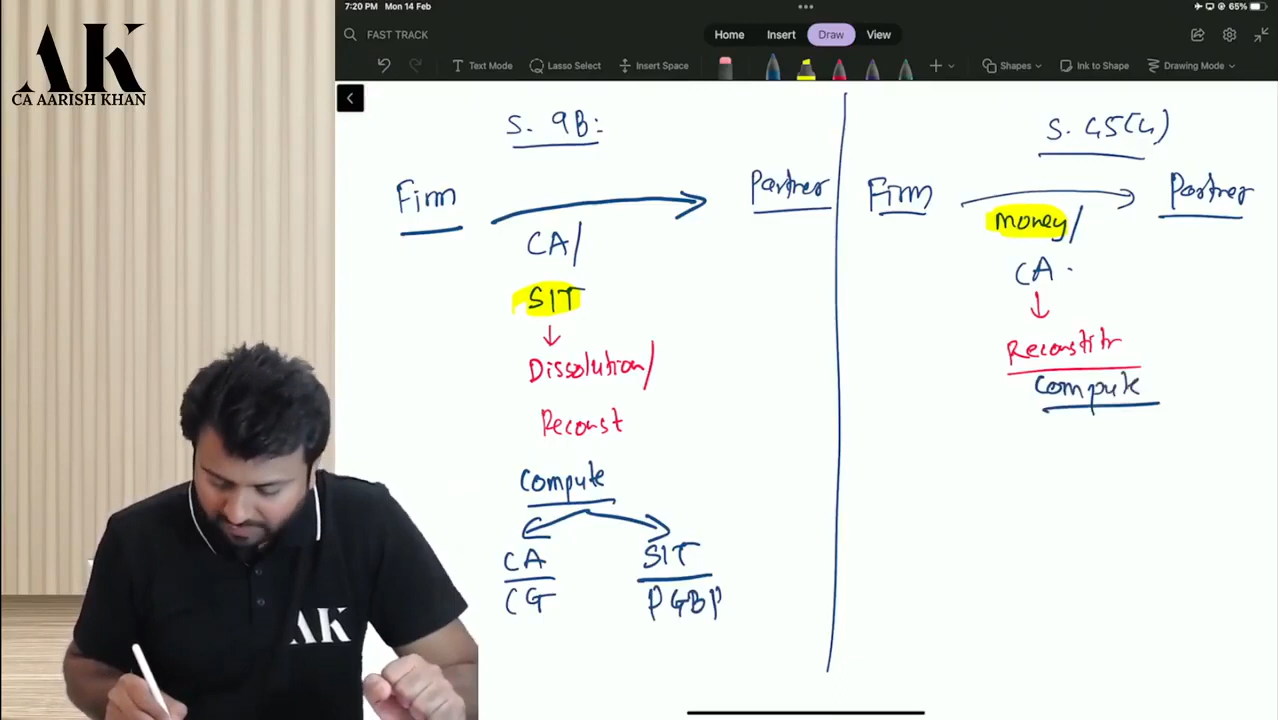 7:20 PM Mon 14 Feb
65%
FAST TRACK
Home Insert Draw View
Text Mode Lasso Select Insert Space Shapes Ink to Shape Drawing Mode
AK
CA AARISH KHAN
S. 9B:
Firm
Partner
CA/
SIT
Dissolution/
Reconst
Compute
CA
CG
SIT
PGBP
S. 45(4)
Firm
Partner
money/
CA.
Reconstitr
Compute
AK